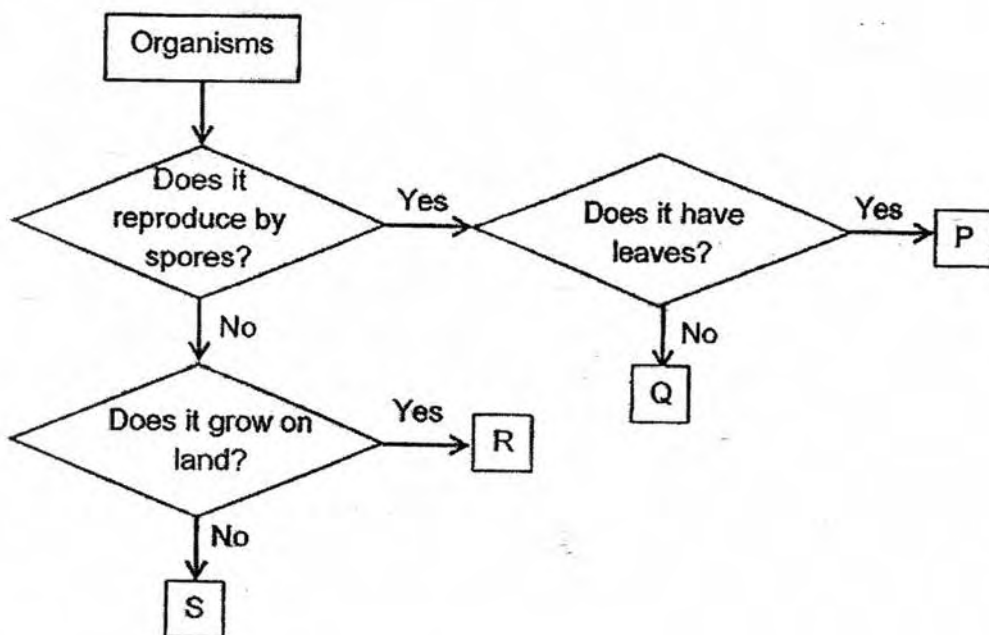 Organisms
Does it
reproduce by
spores?
Yes
Does it have
leaves?
Yes
P
No
No
Q
Does it grow on
land?
Yes
R
No
S